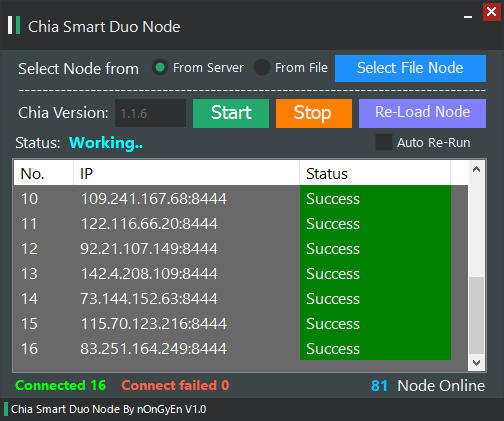 Chia Smart Duo Node
Select Node from From Server From File Select File Node
Chia Version: 1.1.6 Start Stop Re-Load Node
Status: Working.. Auto Re-Run
No. IP Status
10 109.241.167.68:8444 Success
11 122.116.66.20:8444 Success
12 92.21.107.149:8444 Success
13 142.4.208.109:8444 Success
14 73.144.152.63:8444 Success
15 115.70.123.216:8444 Success
16 83.251.164.249:8444 Success
Connected 16 Connect failed 0 81 Node Online
Chia Smart Duo Node By nOnGyEn V1.0